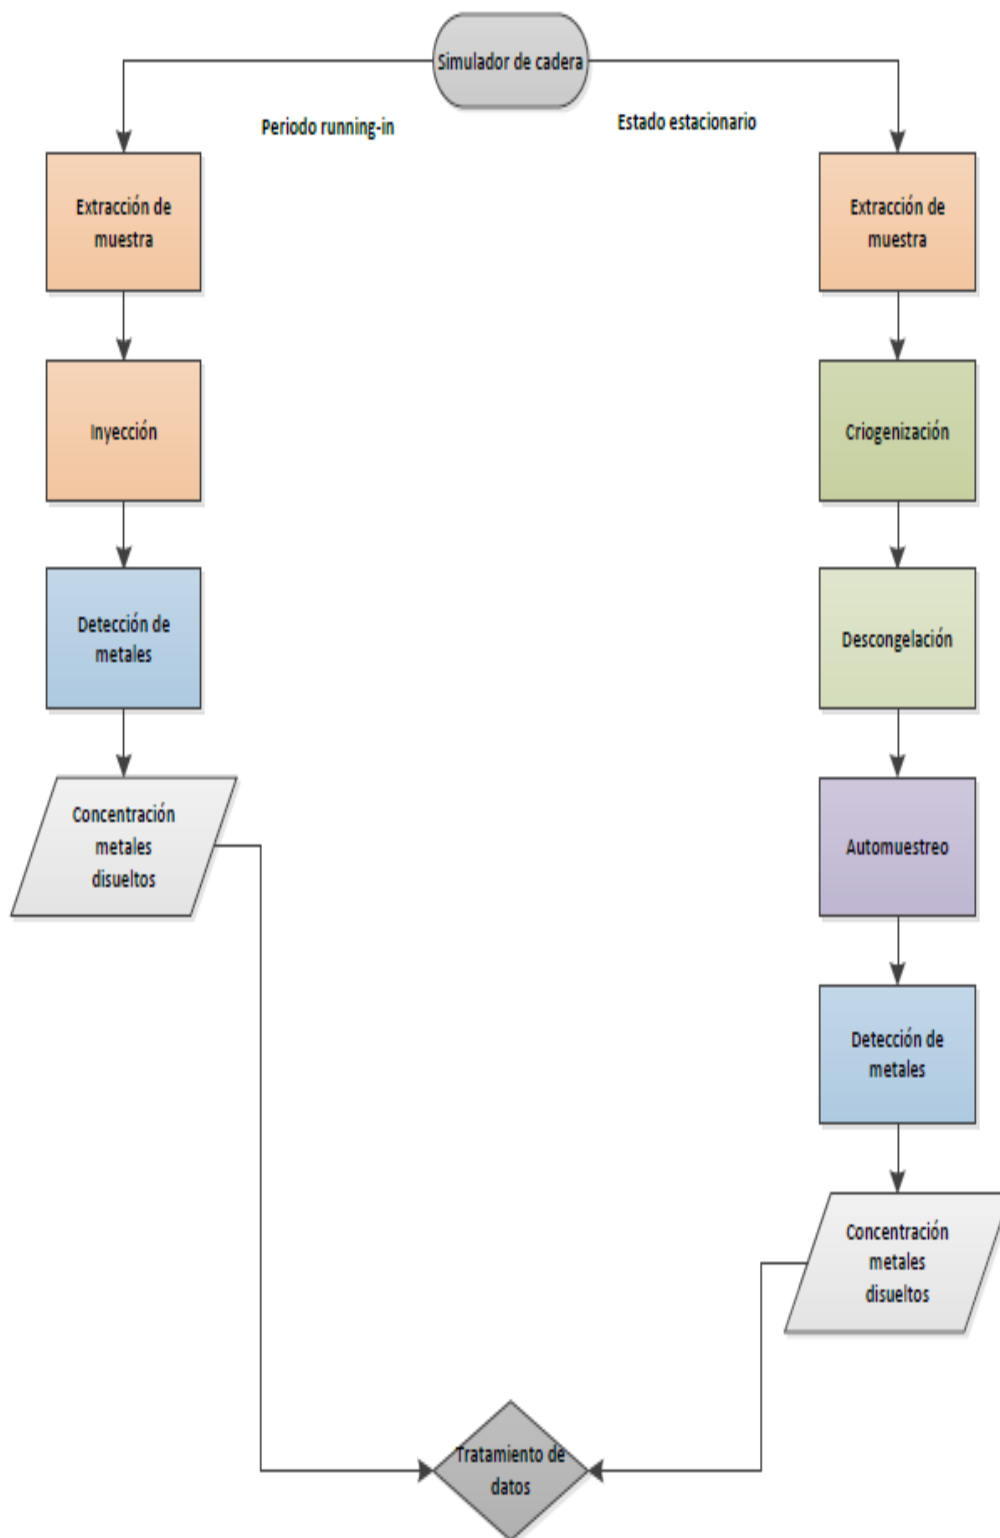 Simulador de cadera
Periodo running-in
Estado estacionario
Extracción de
muestra
Inyección
Detección de
metales
Concentración
metales
disueltos
Extracción de
muestra
Criogenización
Descongelación
Automuestreo
Detección de
metales
Concentración
metales
disueltos
Tratamiento de
datos